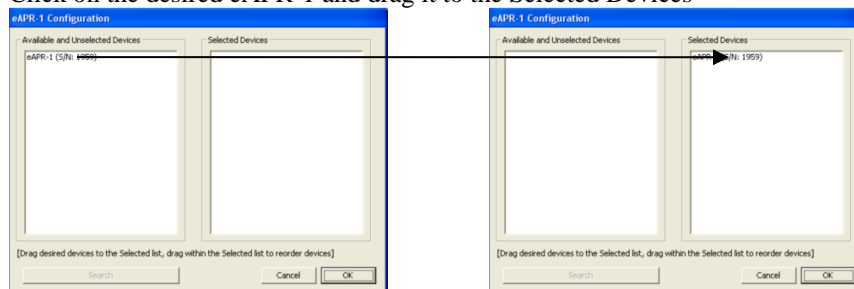 Click on the desired eAPR-1 and drag it to the Selected Devices
eAPR-1 Configuration
Available and Unselected Devices
Selected Devices
eAPR-1 (S/N: 1959)
[Drag desired devices to the Selected list, drag within the Selected list to reorder devices]
Search
Cancel
OK
eAPR-1 Configuration
Available and Unselected Devices
Selected Devices
eAPR S/N: 1959)
[Drag desired devices to the Selected list, drag within the Selected list to reorder devices]
Search
Cancel
OK